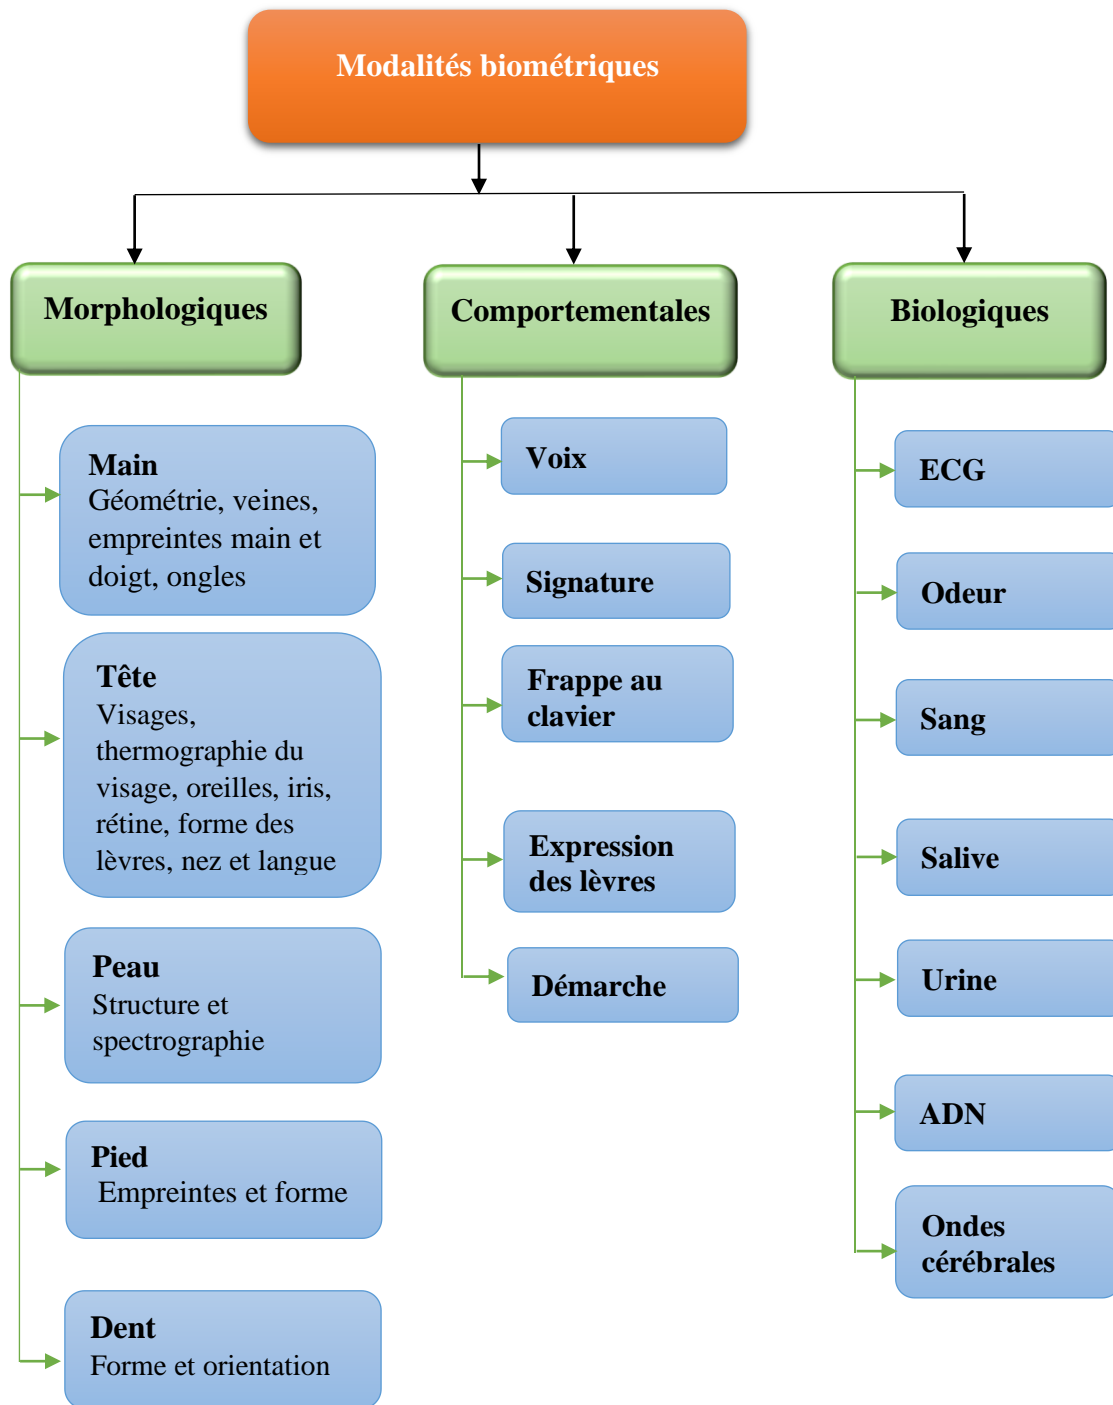 Modalités biométriques
Morphologiques
Main
Géométrie, veines,
empreintes main et
doigt, ongles
Tête
Visages,
thermographie du
visage, oreilles, iris,
rétine, forme des
lèvres, nez et langue
Peau
Structure et
spectrographie
Pied
Empreintes et forme
Dent
Forme et orientation
Comportementales
Voix
Signature
Frappe au
clavier
Expression
des lèvres
Démarche
Biologiques
ECG
Odeur
Sang
Salive
Urine
ADN
Ondes
cérébrales